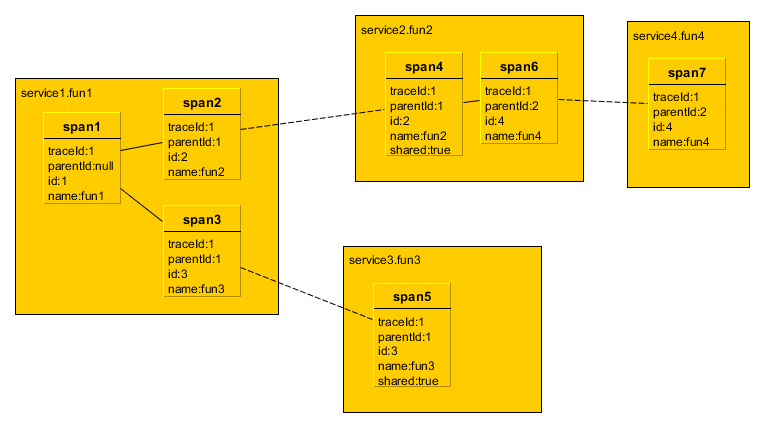 service1.fun1
span1
traceId:1
parentId:null
id:1
name:fun1
span2
traceId:1
parentId:1
id:2
name:fun2
span3
traceId:1
parentId:1
id:3
name:fun3
service2.fun2
span4
traceId:1
parentId:1
id:2
name:fun2
shared:true
span6
traceId:1
parentId:2
id:4
name:fun4
service4.fun4
span7
traceId:1
parentId:2
id:4
name:fun4
service3.fun3
span5
traceId:1
parentId:1
id:3
name:fun3
shared:true